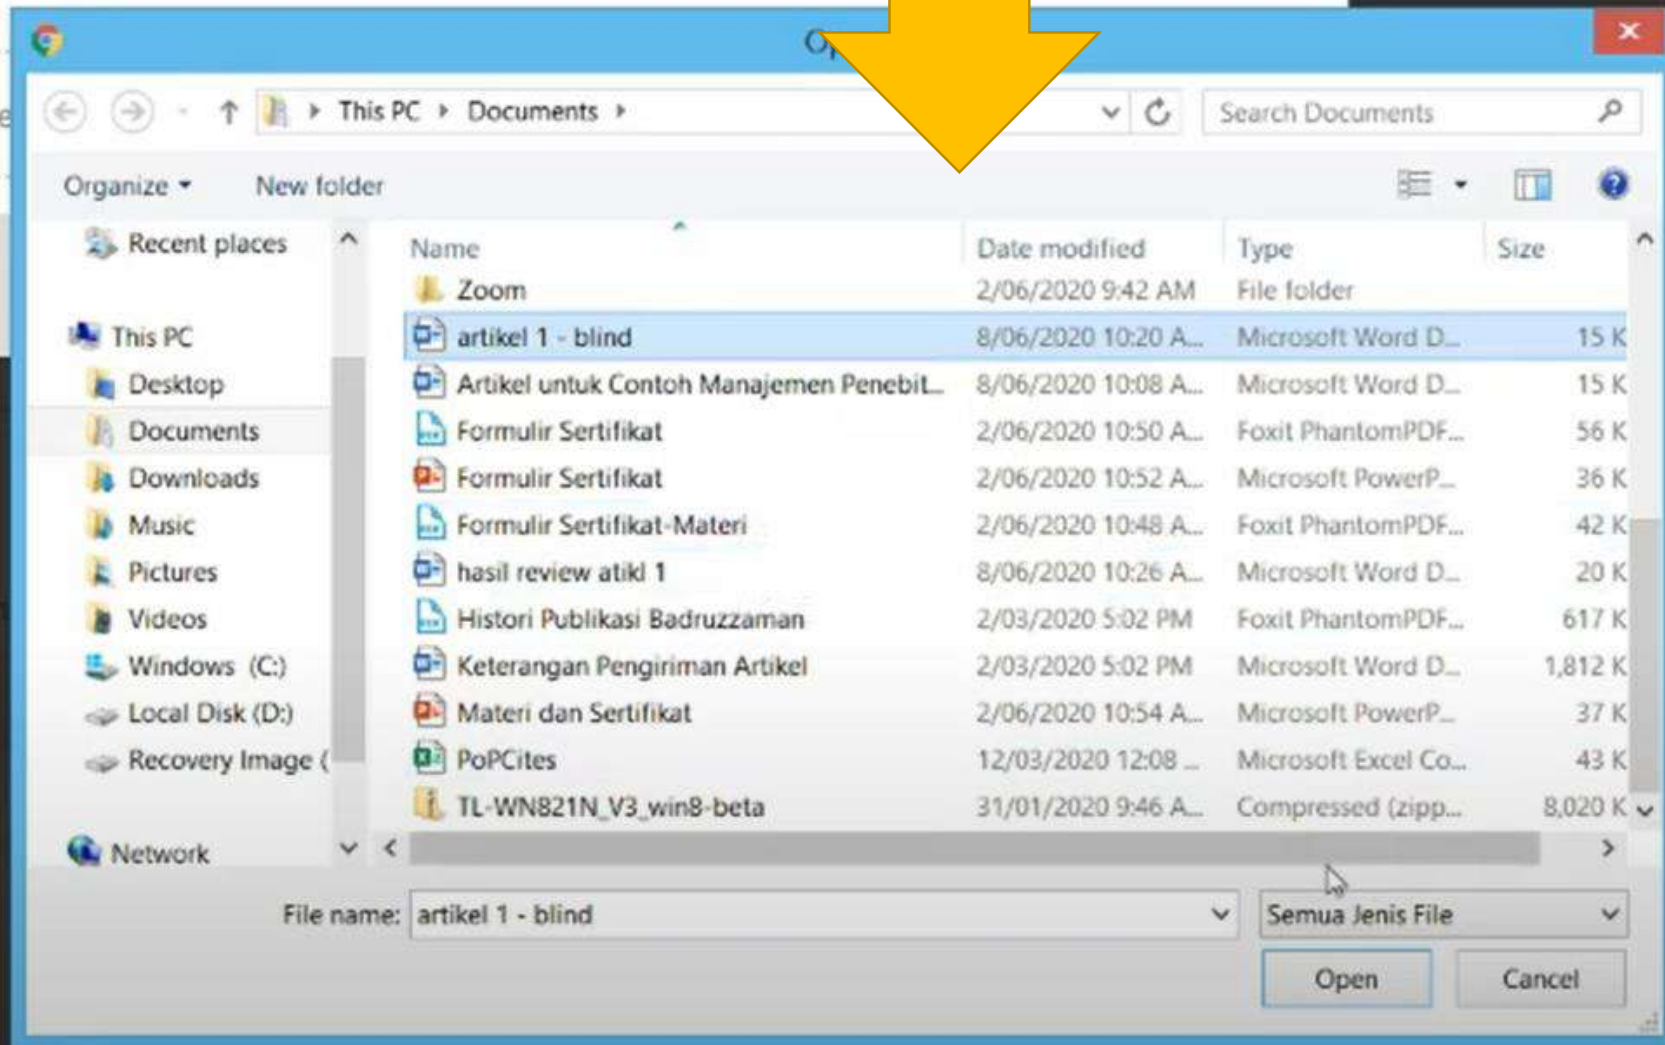 This PC Documents
Search Documents
Organize New folder
Recent places
This PC
Desktop
Documents
Downloads
Music
Pictures
Videos
Windows (C:)
Local Disk (D:)
Recovery Image (
Network
Name Date modified Type Size
Zoom 2/06/2020 9:42 AM File folder
artikel 1 - blind 8/06/2020 10:20 A... Microsoft Word D... 15 K
Artikel untuk Contoh Manajemen Penebit... 8/06/2020 10:08 A... Microsoft Word D... 15 K
Formulir Sertifikat 2/06/2020 10:50 A... Foxit PhantomPDF... 56 K
Formulir Sertifikat 2/06/2020 10:52 A... Microsoft PowerP... 36 K
Formulir Sertifikat-Materi 2/06/2020 10:48 A... Foxit PhantomPDF... 42 K
hasil review atikl 1 8/06/2020 10:26 A... Microsoft Word D... 20 K
Histori Publikasi Badruzzaman 2/03/2020 5:02 PM Foxit PhantomPDF... 617 K
Keterangan Pengiriman Artikel 2/03/2020 5:02 PM Microsoft Word D... 1,812 K
Materi dan Sertifikat 2/06/2020 10:54 A... Microsoft PowerP... 37 K
PoPCites 12/03/2020 12:08 ... Microsoft Excel Co... 43 K
TL-WN821N_V3_win8-beta 31/01/2020 9:46 A... Compressed (zipp... 8,020 K
File name: artikel 1 - blind Semua Jenis File
Open Cancel